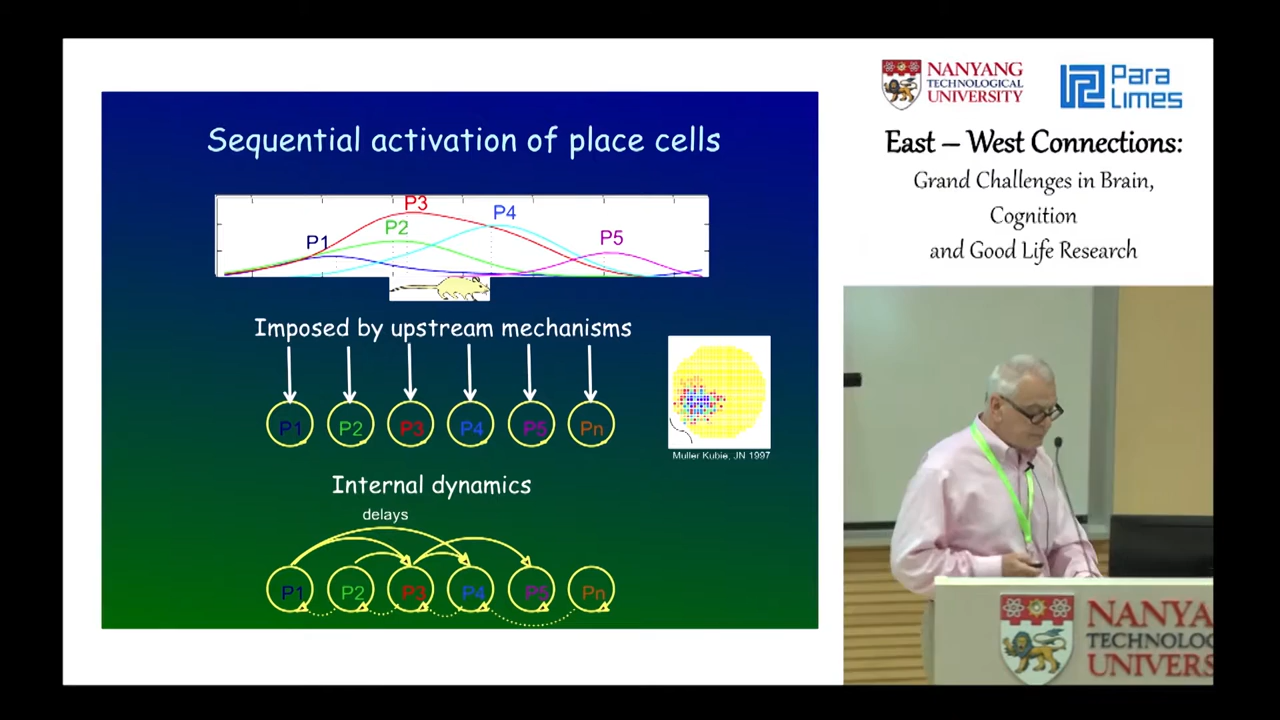 Sequential activation of place cells
P1
P2
P3
P4
P5
Imposed by upstream mechanisms
P1 P2 P3 P4 P5 Pn
Muller Kubie, JN 1997
Internal dynamics
delays
P1 P2 P3 P4 P5 Pn
NANYANG
TECHNOLOGICAL
UNIVERSITY
Para
Limes
East – West Connections:
Grand Challenges in Brain,
Cognition
and Good Life Research
NANYA
TECHNOLOG
UNIVERS